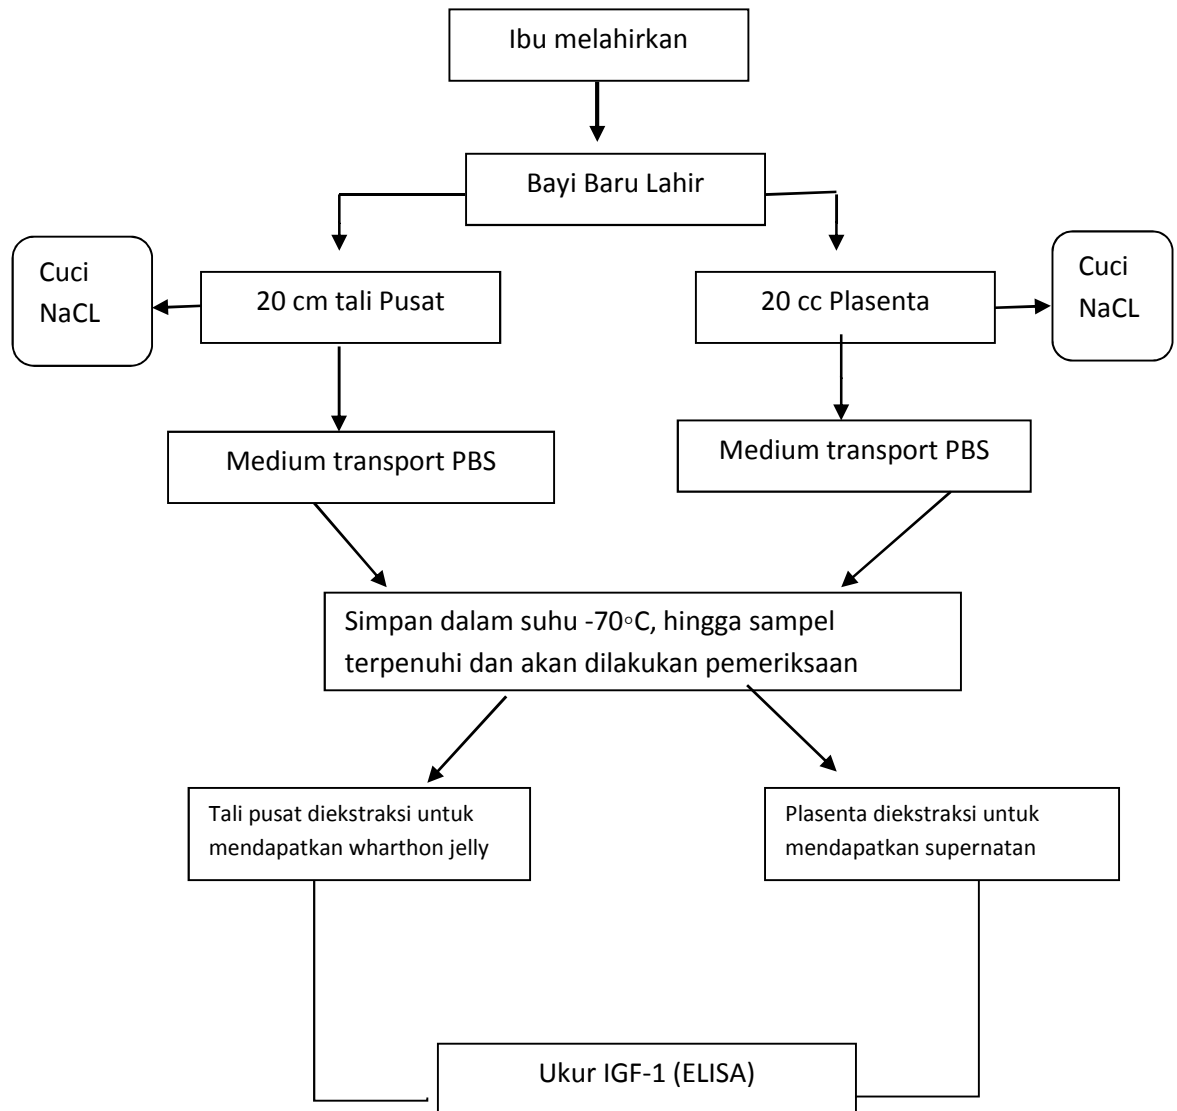 Ibu melahirkan
Bayi Baru Lahir
Cuci
NaCL
20 cm tali Pusat
20 cc Plasenta
Cuci
NaCL
Medium transport PBS
Medium transport PBS
Simpan dalam suhu -70◦C, hingga sampel
terpenuhi dan akan dilakukan pemeriksaan
Tali pusat diekstraksi untuk
mendapatkan wharthon jelly
Plasenta diekstraksi untuk
mendapatkan supernatan
Ukur IGF-1 (ELISA)